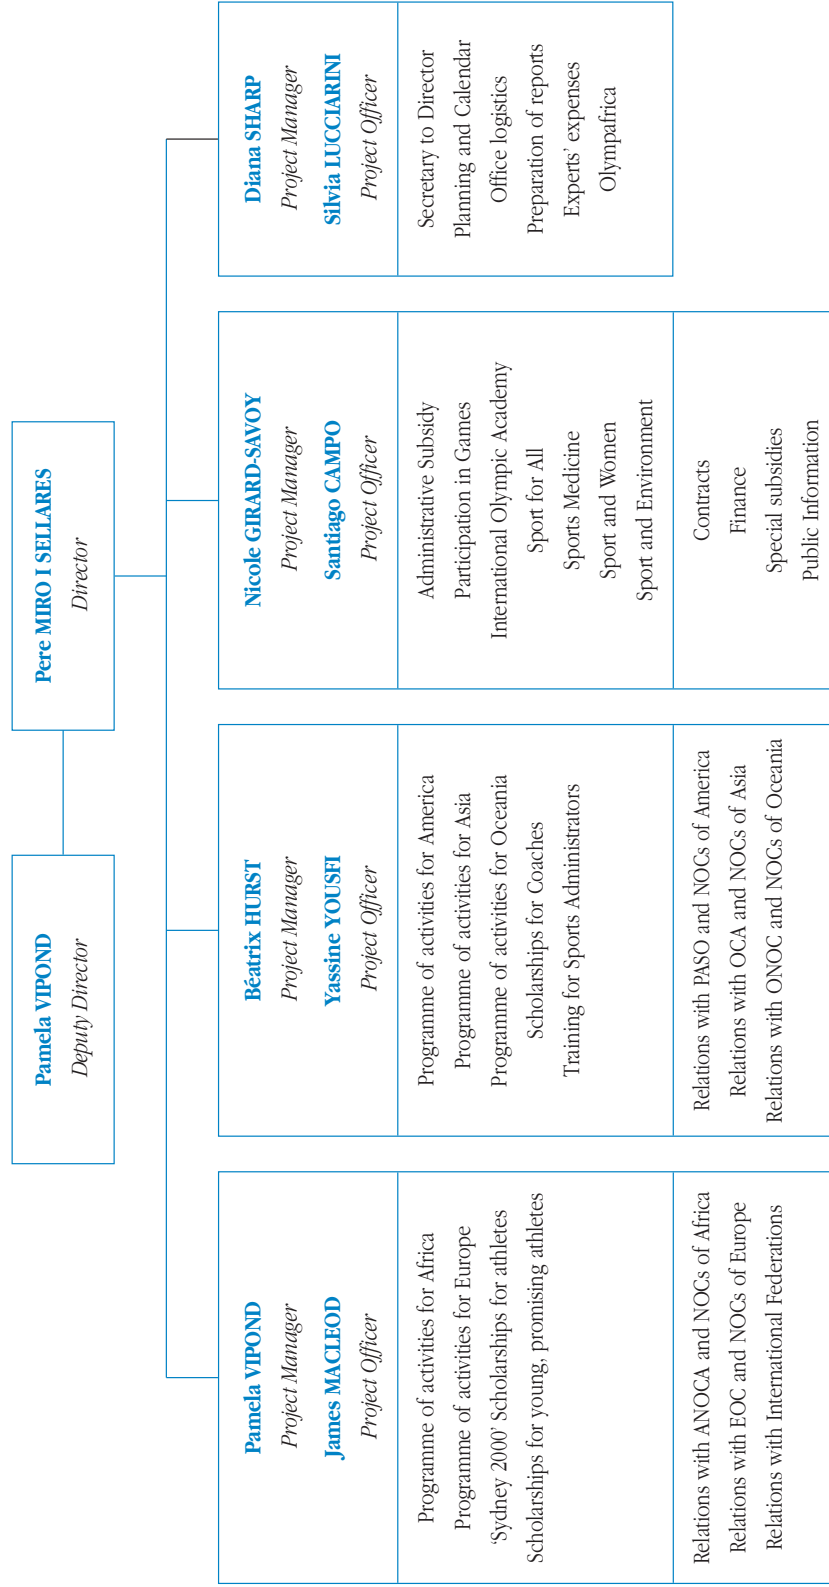 Pamela VIPOND
Deputy Director
Pere MIRO I SELLARES
Director
Pamela VIPOND
Project Manager
James MACLEOD
Project Officer
Programme of activities for Africa
Programme of activities for Europe
‘Sydney 2000’ Scholarships for athletes
Scholarships for young, promising athletes
Relations with ANOCA and NOCs of Africa
Relations with EOC and NOCs of Europe
Relations with International Federations
Béatrix HURST
Project Manager
Yassine YOUSFI
Project Officer
Programme of activities for America
Programme of activities for Asia
Programme of activities for Oceania
Scholarships for Coaches
Training for Sports Administrators
Relations with PASO and NOCs of America
Relations with OCA and NOCs of Asia
Relations with ONOC and NOCs of Oceania
Nicole GIRARD-SAVOY
Project Manager
Santiago CAMPO
Project Officer
Administrative Subsidy
Participation in Games
International Olympic Academy
Sport for All
Sports Medicine
Sport and Women
Sport and Environment
Contracts
Finance
Special subsidies
Public Information
Diana SHARP
Project Manager
Silvia LUCCIARINI
Project Officer
Secretary to Director
Planning and Calendar
Office logistics
Preparation of reports
Experts’ expenses
Olympafrica